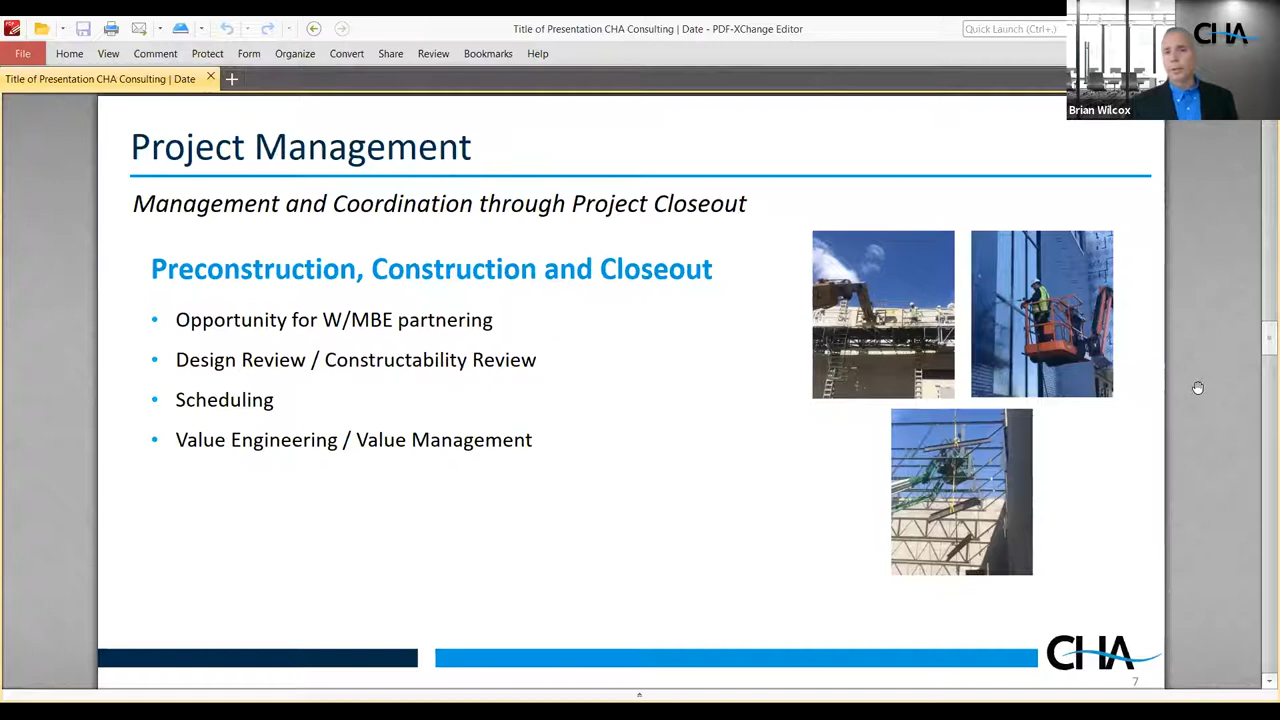 Title of Presentation CHA Consulting | Date - PDF-XChange Editor
Quick Launch (Ctrl+,)
File Home View Comment Protect Form Organize Convert Share Review Bookmarks Help
Title of Presentation CHA Consulting | Date
CHA
Brian Wilcox
Project Management
Management and Coordination through Project Closeout
Preconstruction, Construction and Closeout
• Opportunity for W/MBE partnering
• Design Review / Constructability Review
• Scheduling
• Value Engineering / Value Management
CHA
7